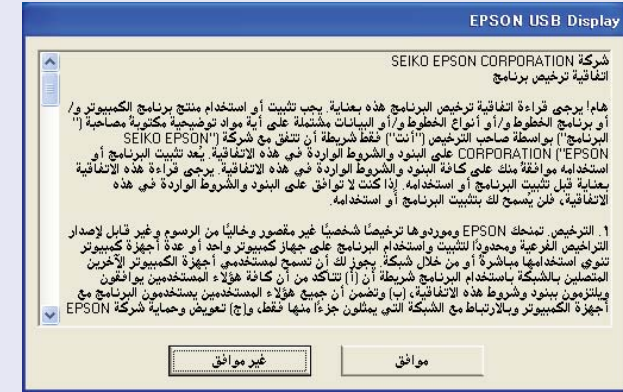 EPSON USB Display
شركة SEIKO EPSON CORPORATION
اتفاقية ترخيص برنامج
هام! يرجى قراءة اتفاقية ترخيص البرنامج هذه بعناية. يجب تثبيت أو استخدام منتج برنامج الكمبيوتر و/
أو برنامج الخطوط و/أو أنواع الخطوط و/أو البيانات مشتملة على أية مواد توضيحية مكتوبة مصاحبة ("
البرنامج") بواسطة صاحب الترخيص ("أنت") فقط شريطة أن تتفق مع شركة SEIKO EPSON")
CORPORATION ("EPSON على البنود والشروط الواردة في هذه الاتفاقية. يُعد تثبيت البرنامج أو
استخدامه موافقةً منك على كافة البنود والشروط الواردة في هذه الاتفاقية. يرجى قراءة هذه الاتفاقية
بعناية قبل تثبيت البرنامج أو استخدامه. إذا كنت لا توافق على البنود والشروط الواردة في هذه
الاتفاقية، فلن يُسمح لك بتثبيت البرنامج أو استخدامه.
١. الترخيص. تمنحك EPSON وموردوها ترخيصًا شخصيًا غير مقصور وخاليًا من الرسوم وغير قابل لإصدار
التراخيص الفرعية ومحدودًا لتثبيت واستخدام البرنامج على جهاز كمبيوتر واحد أو عدة أجهزة كمبيوتر
تنوي استخدامها مباشرةً أو من خلال شبكة. يجوز لك أن تسمح لمستخدمي أجهزة الكمبيوتر الآخرين
المتصلين بالشبكة باستخدام البرنامج شريطة أن (أ) تتأكد من أن كافة هؤلاء المستخدمين يوافقون
ويلتزمون ببنود وشروط هذه الاتفاقية، (ب) وتضمن أن جميع هؤلاء المستخدمين يستخدمون البرنامج مع
أجهزة الكمبيوتر وبالارتباط مع الشبكة التي يمثلون جزءًا منها فقط، و(ج) تعويض وحماية شركة EPSON
موافق
غير موافق